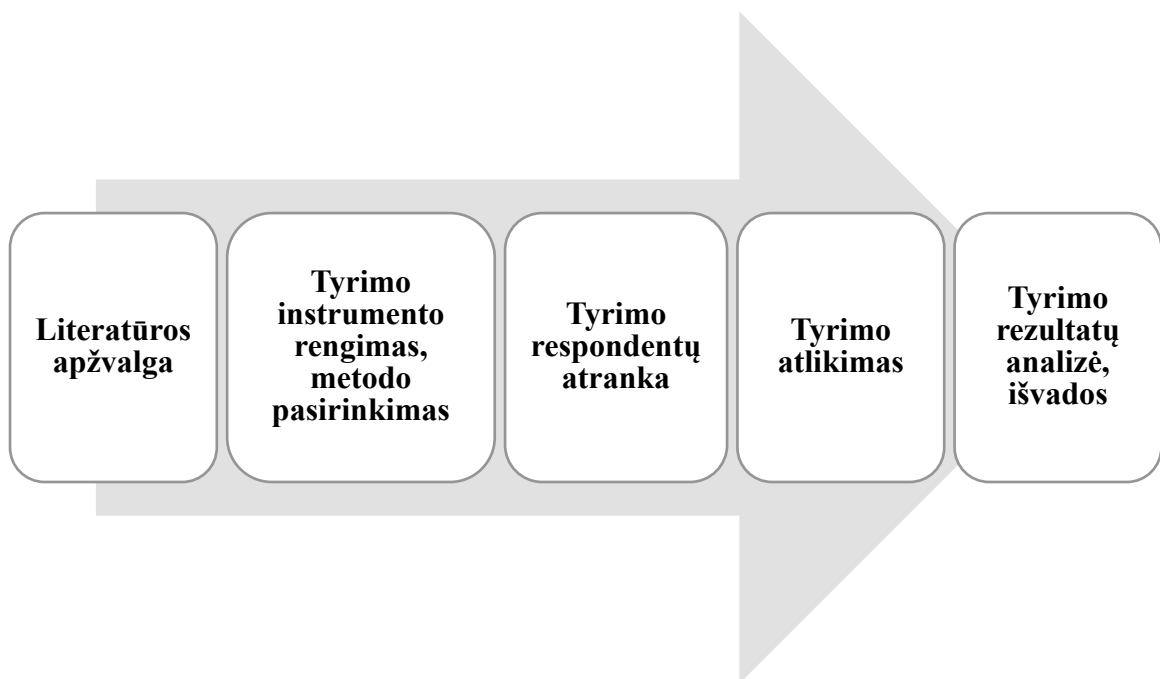 Literatūros
apžvalga
Tyrimo
instrumento
rengimas,
metodo
pasirinkimas
Tyrimo
respondentų
atranka
Tyrimo
atlikimas
Tyrimo
rezultatų
analizė,
išvados